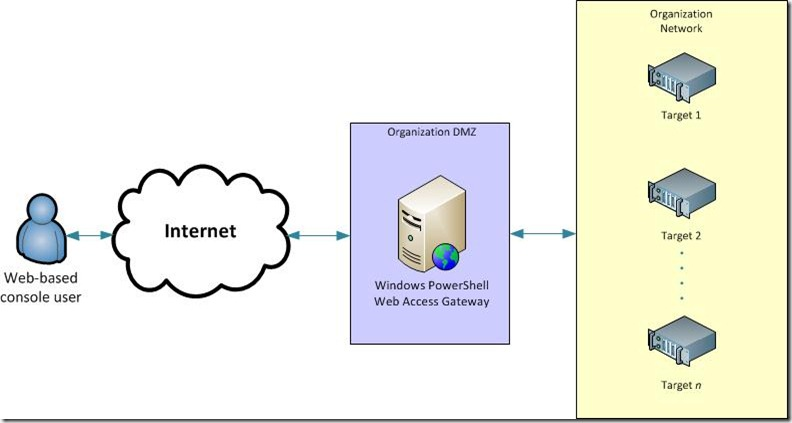 Organization
Network
Target 1
Organization DMZ
Internet
Target 2
Web-based
console user
Windows PowerShell
Web Access Gateway
Target n